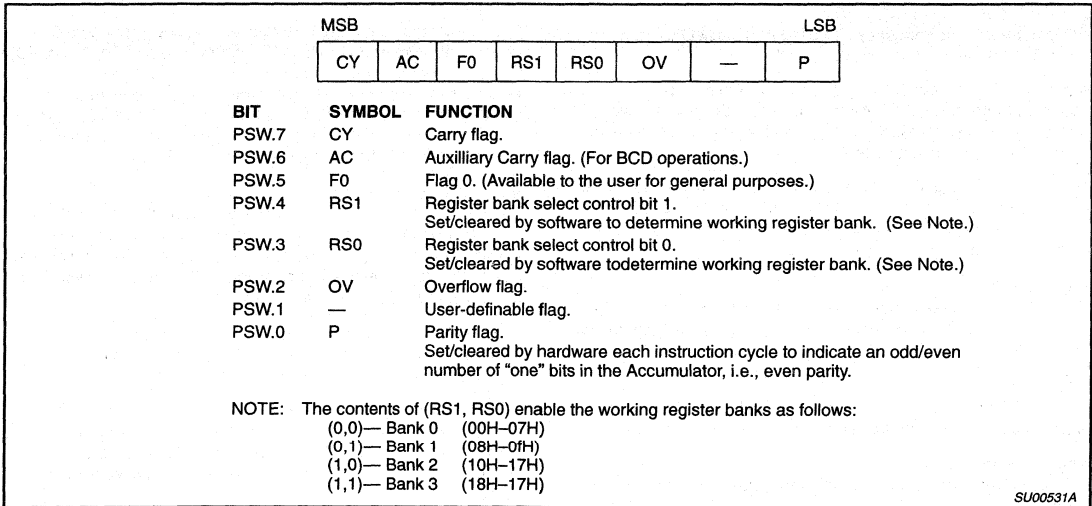 MSB LSB
CY AC F0 RS1 RS0 OV — P
BIT SYMBOL FUNCTION
PSW.7 CY Carry flag.
PSW.6 AC Auxilliary Carry flag. (For BCD operations.)
PSW.5 F0 Flag 0. (Available to the user for general purposes.)
PSW.4 RS1 Register bank select control bit 1.
Set/cleared by software to determine working register bank. (See Note.)
PSW.3 RS0 Register bank select control bit 0.
Set/cleared by software todetermine working register bank. (See Note.)
PSW.2 OV Overflow flag.
PSW.1 — User-definable flag.
PSW.0 P Parity flag.
Set/cleared by hardware each instruction cycle to indicate an odd/even
number of “one” bits in the Accumulator, i.e., even parity.
NOTE: The contents of (RS1, RS0) enable the working register banks as follows:
(0,0)— Bank 0 (00H–07H)
(0,1)— Bank 1 (08H–0fH)
(1,0)— Bank 2 (10H–17H)
(1,1)— Bank 3 (18H–17H)
SU00531A